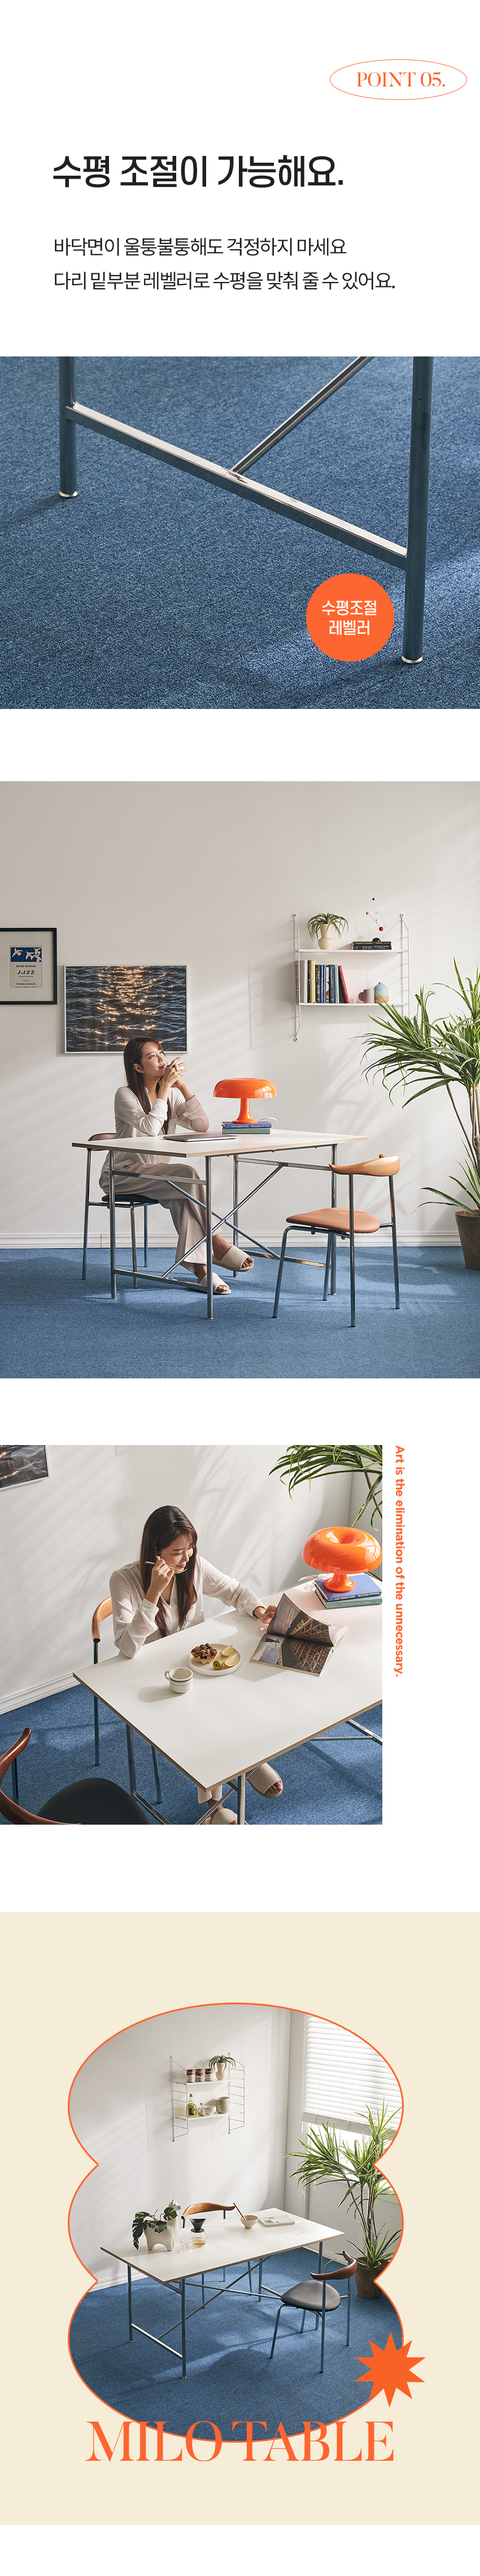 POINT 05.
수평 조절이 가능해요.
바닥면이 울퉁불퉁해도 걱정하지 마세요
다리 밑부분 레벨러로 수평을 맞춰 줄 수 있어요.
수평조절
레벨러
JAZZ
Art is the elimination of the unnecessary.
MILO TABLE